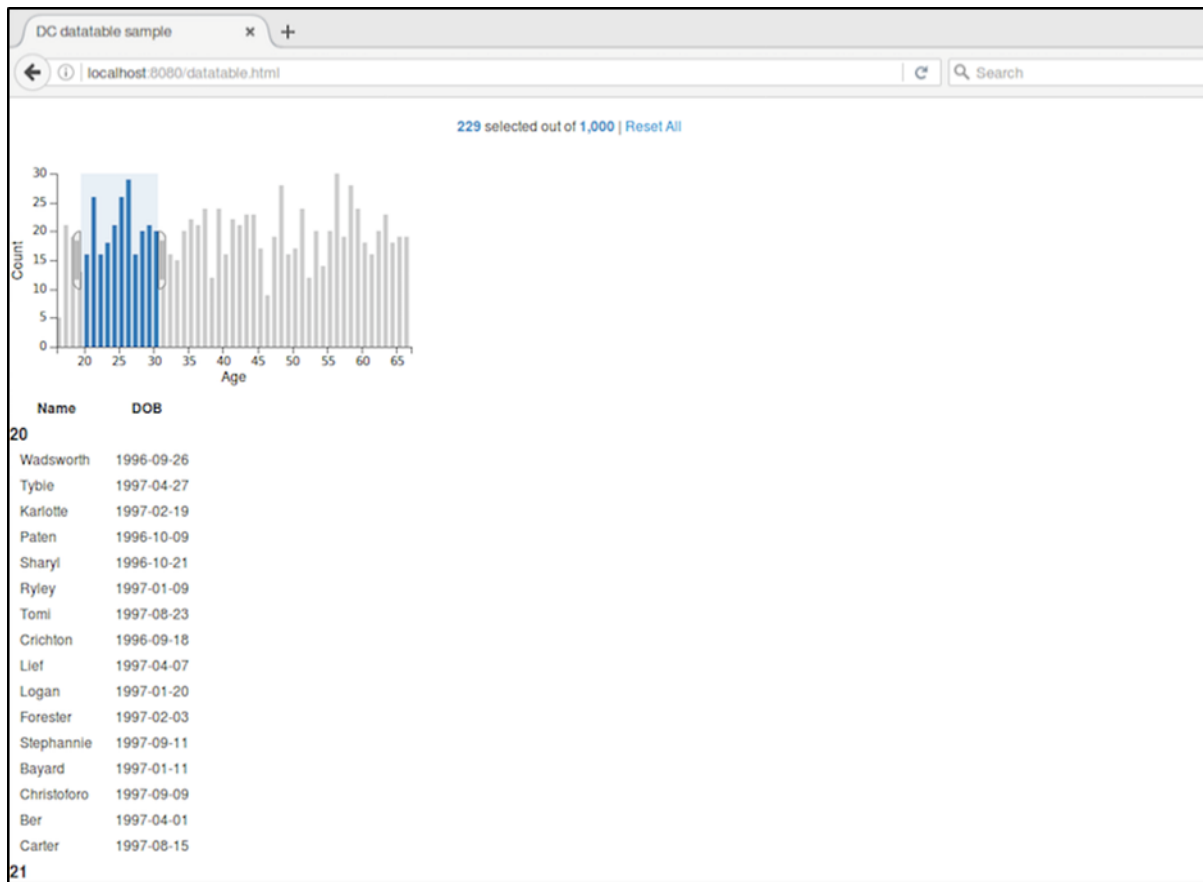 DC datatable sample × +
localhost:8080/datatable.html Search
229 selected out of 1,000 | Reset All
30
25
20
15
10
5
0
Count
20 25 30 35 40 45 50 55 60 65
Age
Name DOB
20
Wadsworth 1996-09-26
Tybie 1997-04-27
Karlotte 1997-02-19
Paten 1996-10-09
Sharyl 1996-10-21
Ryley 1997-01-09
Tomi 1997-08-23
Crichton 1996-09-18
Lief 1997-04-07
Logan 1997-01-20
Forester 1997-02-03
Stephannie 1997-09-11
Bayard 1997-01-11
Christoforo 1997-09-09
Ber 1997-04-01
Carter 1997-08-15
21